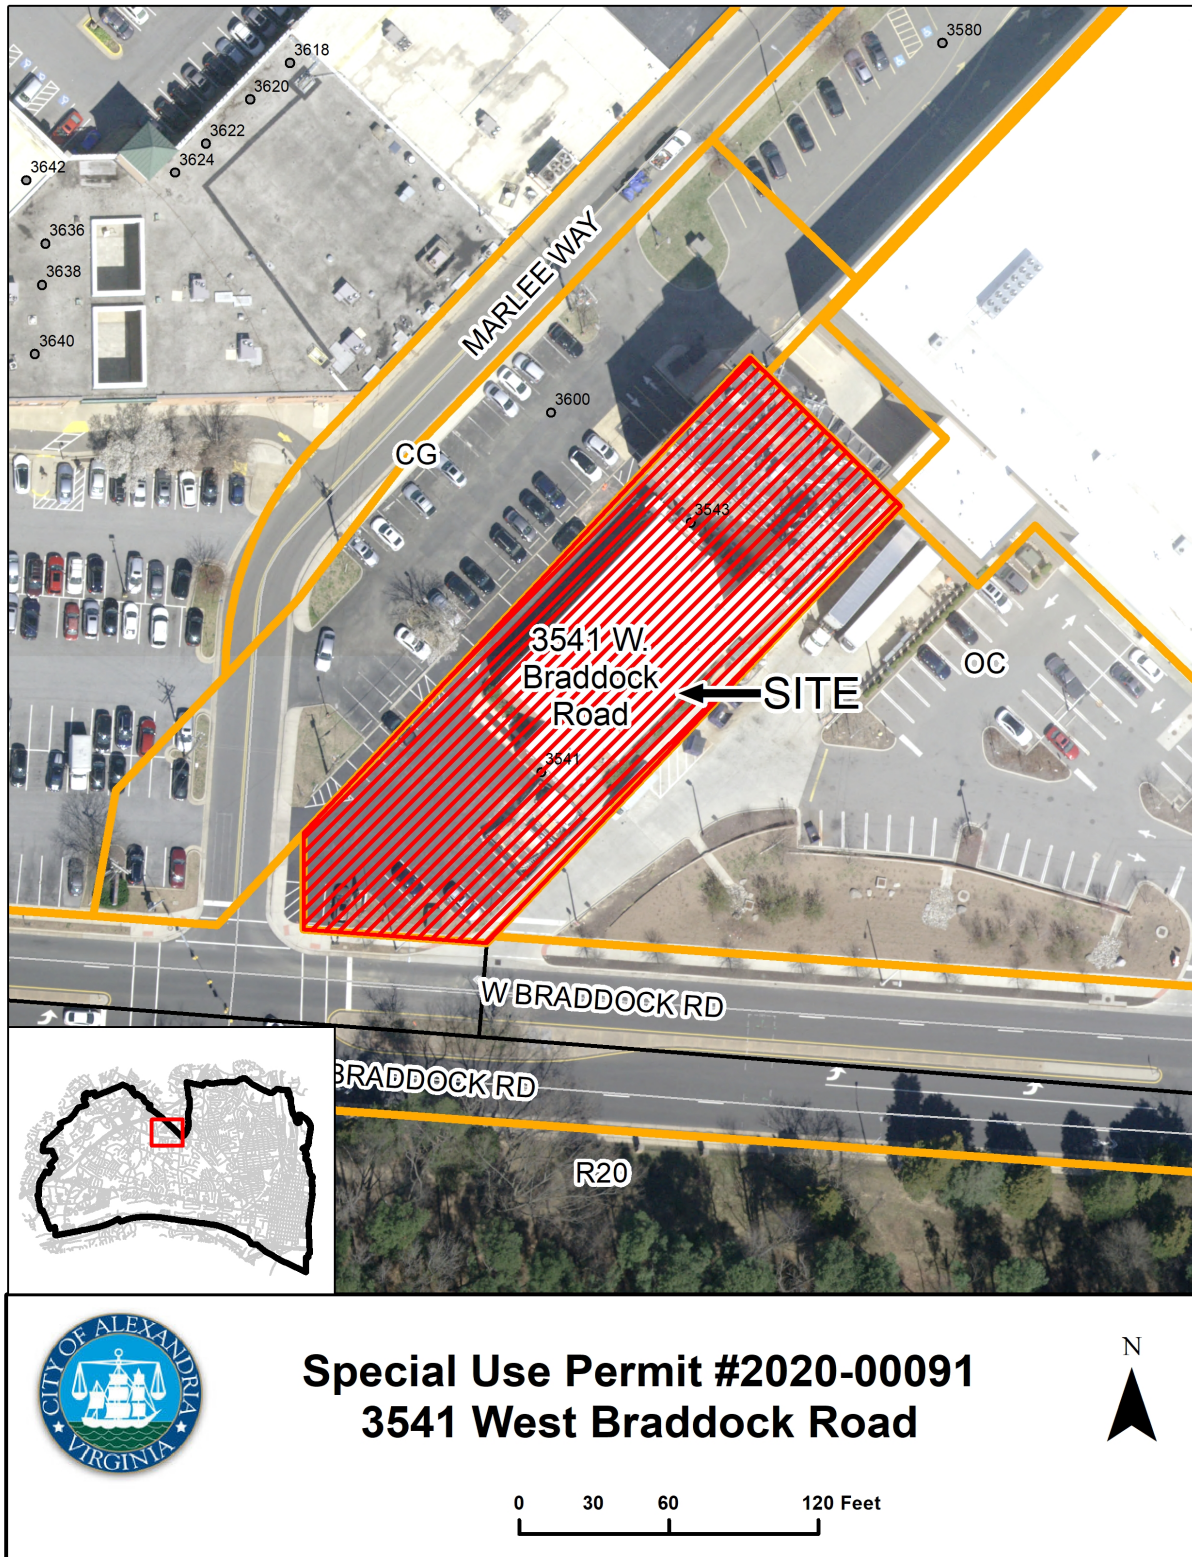 3580
3618
3620
3622
3624
3642
3636
3638
3640
MARLEE WAY
3600
CG
3543
3541 W.
Braddock
Road
SITE
OC
3541
W BRADDOCK RD
BRADDOCK RD
R20
CITY OF ALEXANDRIA
VIRGINIA
Special Use Permit #2020-00091
3541 West Braddock Road
N
0 30 60 120 Feet